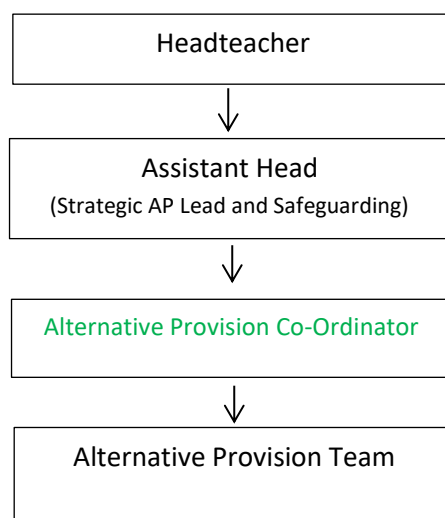 Headteacher
Assistant Head
(Strategic AP Lead and Safeguarding)
Alternative Provision Co-Ordinator
Alternative Provision Team